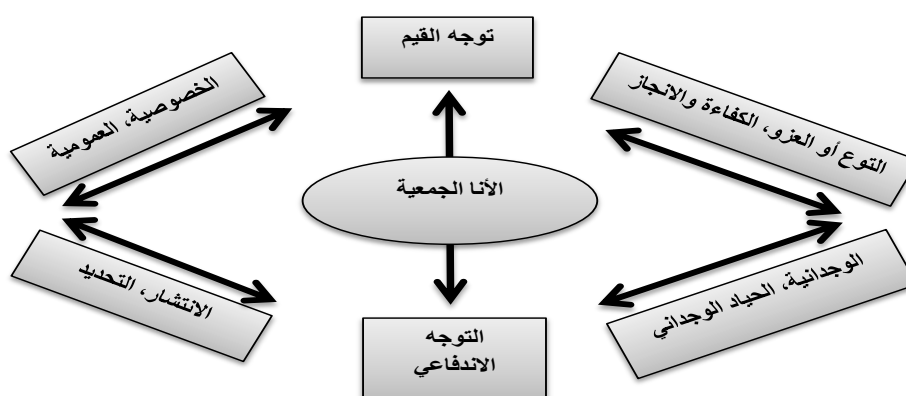 توجه القيم
التوع أو العزو، الكفاءة والانجاز
الخصوصية، العمومية
الأنا الجمعية
الوجدانية، الحياد الوجداني
الانتشار، التحديد
التوجه
الاندفاعي